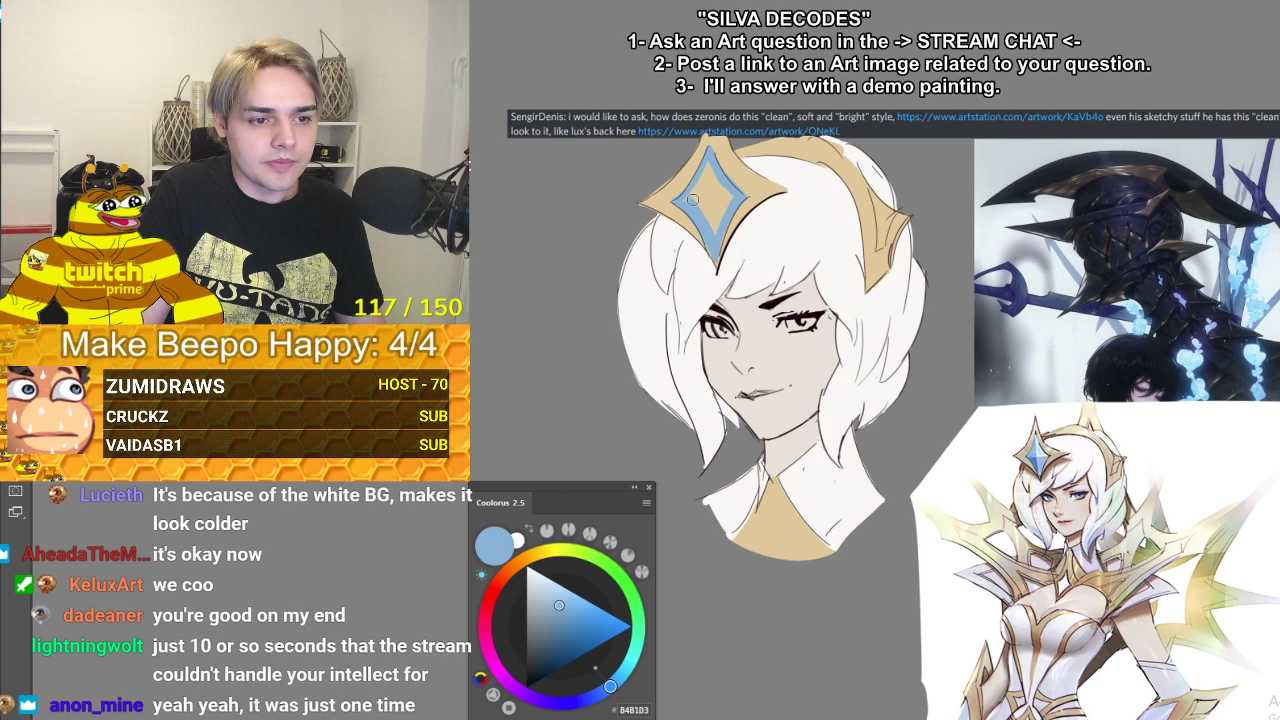 "SILVA DECODES"
1- Ask an Art question in the -> STREAM CHAT <-
2- Post a link to an Art image related to your question.
3- I'll answer with a demo painting.
SengirDenis: i would like to ask, how does zeronis do this "clean", soft and "bright" style, https://www.artstation.com/artwork/KaVb4o even his sketchy stuff he has this "clean
look to it, like lux's back here https://www.artstation.com/artwork/QNeKL
twitch
prime
WU-TANG
117 / 150
Make Beepo Happy: 4/4
ZUMIDRAWS HOST - 70
CRUCKZ SUB
VAIDASB1 SUB
Lucieth It's because of the white BG, makes it
look colder
AheadaTheM... it's okay now
KeluxArt we coo
dadeaner you're good on my end
lightningwolt just 10 or so seconds that the stream
couldn't handle your intellect for
anon_mine yeah yeah, it was just one time
Coolorus 2.5
# 84B1D3